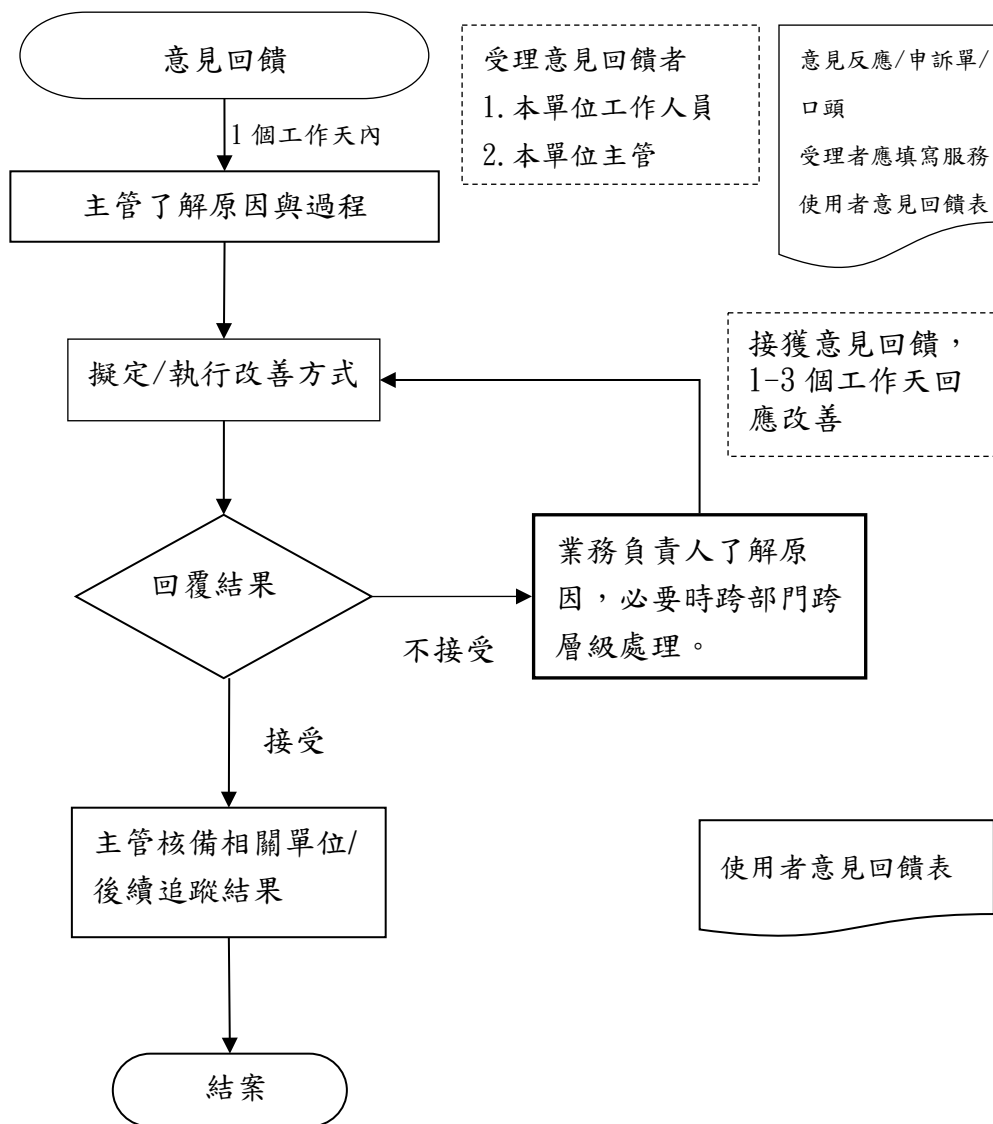 意見回饋
受理意見回饋者
1.本單位工作人員
2.本單位主管
意見反應/申訴單/
口頭
受理者應填寫服務
使用者意見回饋表
1 個工作天內
主管了解原因與過程
擬定/執行改善方式
接獲意見回饋，
1-3 個工作天回
應改善
回覆結果
不接受
業務負責人了解原
因，必要時跨部門跨
層級處理。
接受
主管核備相關單位/
後續追蹤結果
使用者意見回饋表
結案